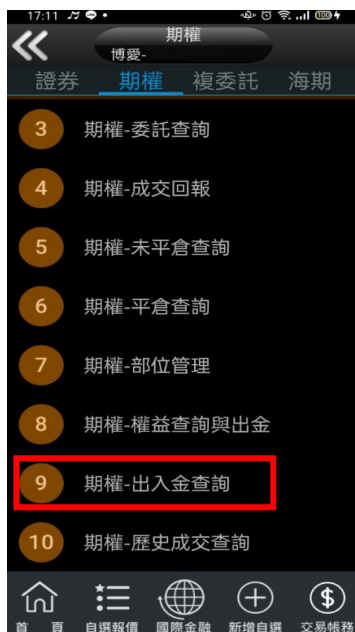 17:11
期權
博愛-
證券 期權 複委託 海期
3 期權-委託查詢
4 期權-成交回報
5 期權-未平倉查詢
6 期權-平倉查詢
7 期權-部位管理
8 期權-權益查詢與出金
9 期權-出入金查詢
10 期權-歷史成交查詢
首 頁 自選報價 國際金融 新增自選 交易帳務